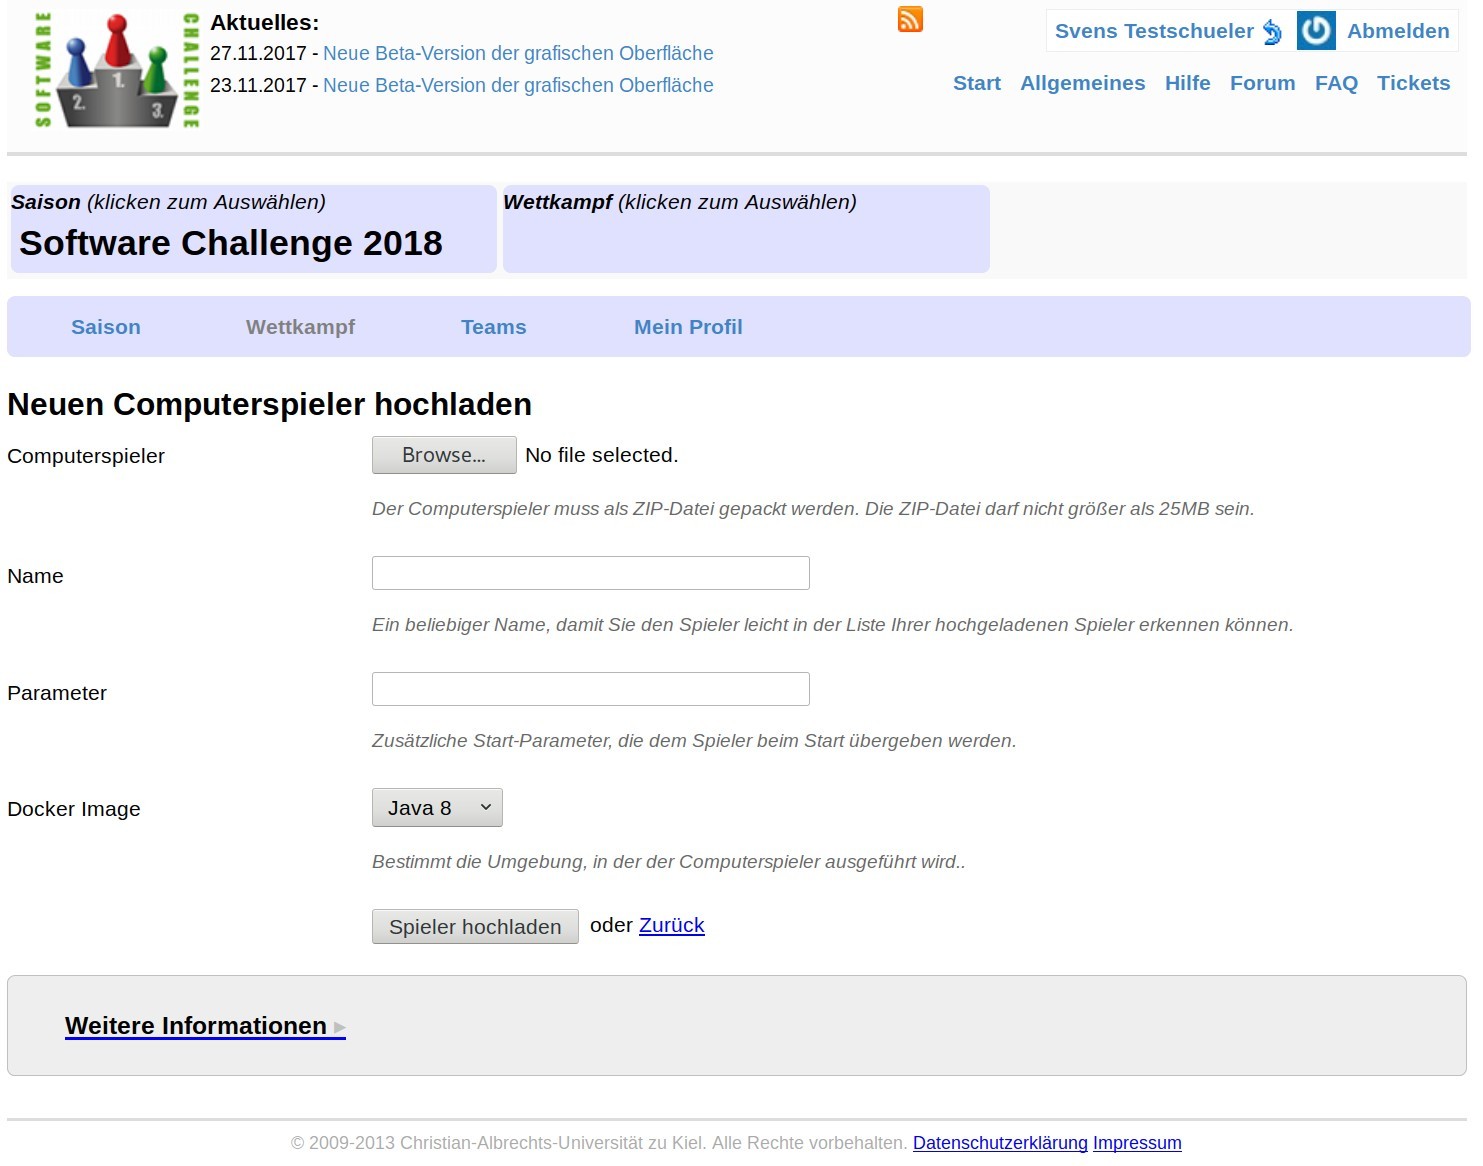 SOFTWARE
CHALLENGE
1.
2.
3.
Aktuelles:
27.11.2017 - Neue Beta-Version der grafischen Oberfläche
23.11.2017 - Neue Beta-Version der grafischen Oberfläche
Svens Testschueler Abmelden
Start Allgemeines Hilfe Forum FAQ Tickets
Saison (klicken zum Auswählen)
Software Challenge 2018
Wettkampf (klicken zum Auswählen)
Saison Wettkampf Teams Mein Profil
Neuen Computerspieler hochladen
Computerspieler Browse... No file selected.
Der Computerspieler muss als ZIP-Datei gepackt werden. Die ZIP-Datei darf nicht größer als 25MB sein.
Name
Ein beliebiger Name, damit Sie den Spieler leicht in der Liste Ihrer hochgeladenen Spieler erkennen können.
Parameter
Zusätzliche Start-Parameter, die dem Spieler beim Start übergeben werden.
Docker Image Java 8
Bestimmt die Umgebung, in der der Computerspieler ausgeführt wird..
Spieler hochladen oder Zurück
Weitere Informationen ▸
© 2009-2013 Christian-Albrechts-Universität zu Kiel. Alle Rechte vorbehalten. Datenschutzerklärung Impressum